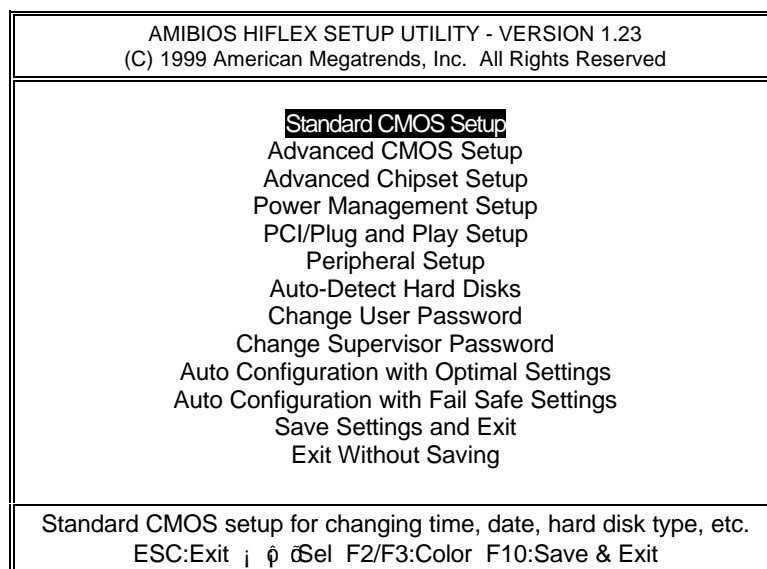 AMIBIOS HIFLEX SETUP UTILITY - VERSION 1.23
(C) 1999 American Megatrends, Inc. All Rights Reserved
Standard CMOS Setup
Advanced CMOS Setup
Advanced Chipset Setup
Power Management Setup
PCI/Plug and Play Setup
Peripheral Setup
Auto-Detect Hard Disks
Change User Password
Change Supervisor Password
Auto Configuration with Optimal Settings
Auto Configuration with Fail Safe Settings
Save Settings and Exit
Exit Without Saving
Standard CMOS setup for changing time, date, hard disk type, etc.
ESC:Exit Sel F2/F3:Color F10:Save & Exit